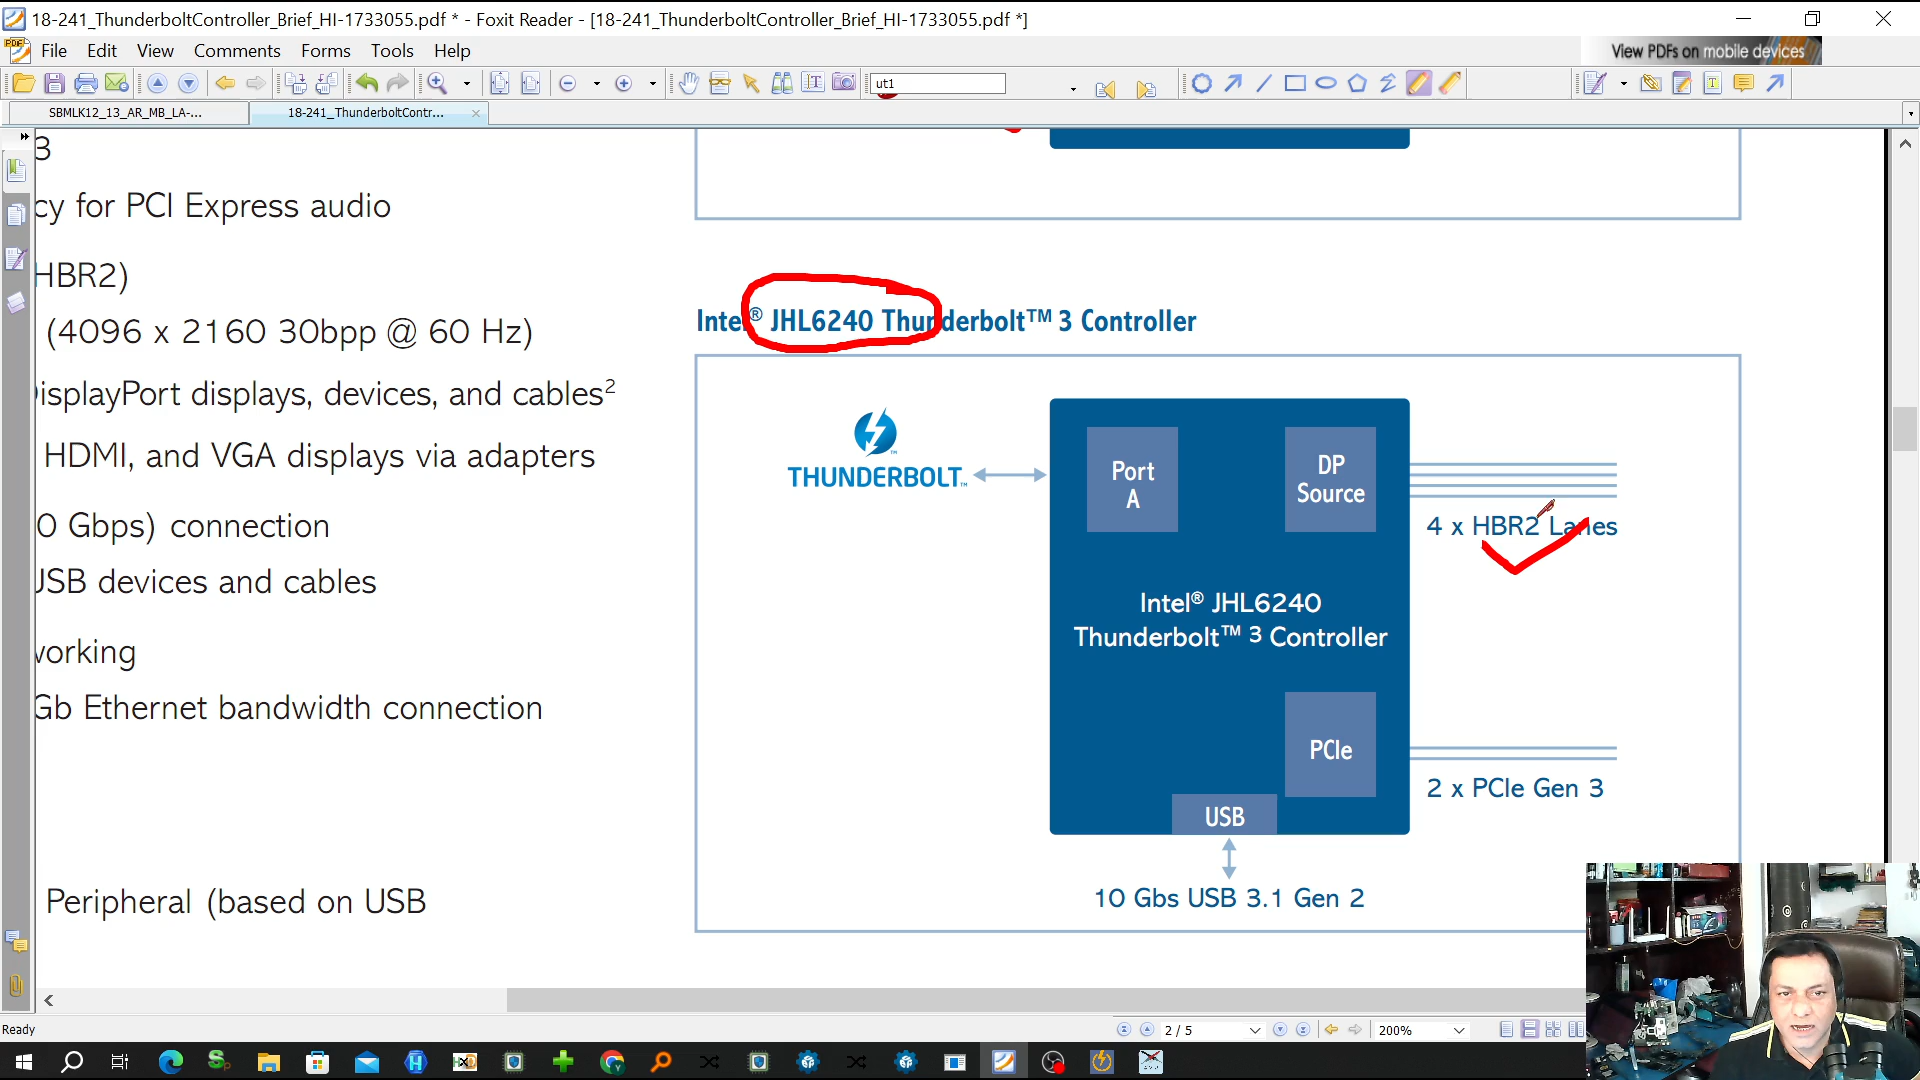 18-241_ThunderboltController_Brief_HI-1733055.pdf * - Foxit Reader - [18-241_ThunderboltController_Brief_HI-1733055.pdf *]
File Edit View Comments Forms Tools Help
View PDFs on mobile devices
ut1
SBMLK12_13_AR_MB_LA-...
18-241_ThunderboltContr...
3
cy for PCI Express audio
HBR2)
(4096 x 2160 30bpp @ 60 Hz)
DisplayPort displays, devices, and cables2
HDMI, and VGA displays via adapters
0 Gbps) connection
USB devices and cables
working
Gb Ethernet bandwidth connection
Peripheral (based on USB
Intel® JHL6240 Thunderbolt™ 3 Controller
THUNDERBOLT™
Port
A
DP
Source
4 x HBR2 Lanes
Intel® JHL6240
Thunderbolt™ 3 Controller
PCIe
2 x PCIe Gen 3
USB
10 Gbs USB 3.1 Gen 2
Ready
2 / 5
200%